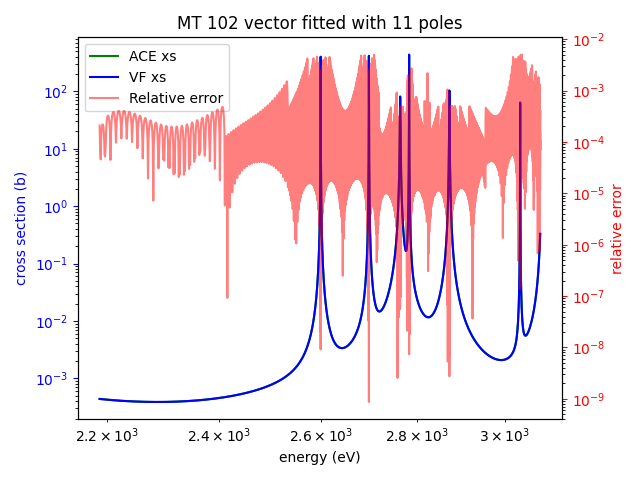 MT 102 vector fitted with 11 poles
ACE xs
VF xs
Relative error
10²
10¹
10⁰
10⁻¹
10⁻²
10⁻³
cross section (b)
10⁻²
10⁻³
10⁻⁴
10⁻⁵
10⁻⁶
10⁻⁷
10⁻⁸
10⁻⁹
relative error
2.2 × 10³ 2.4 × 10³ 2.6 × 10³ 2.8 × 10³ 3 × 10³
energy (eV)